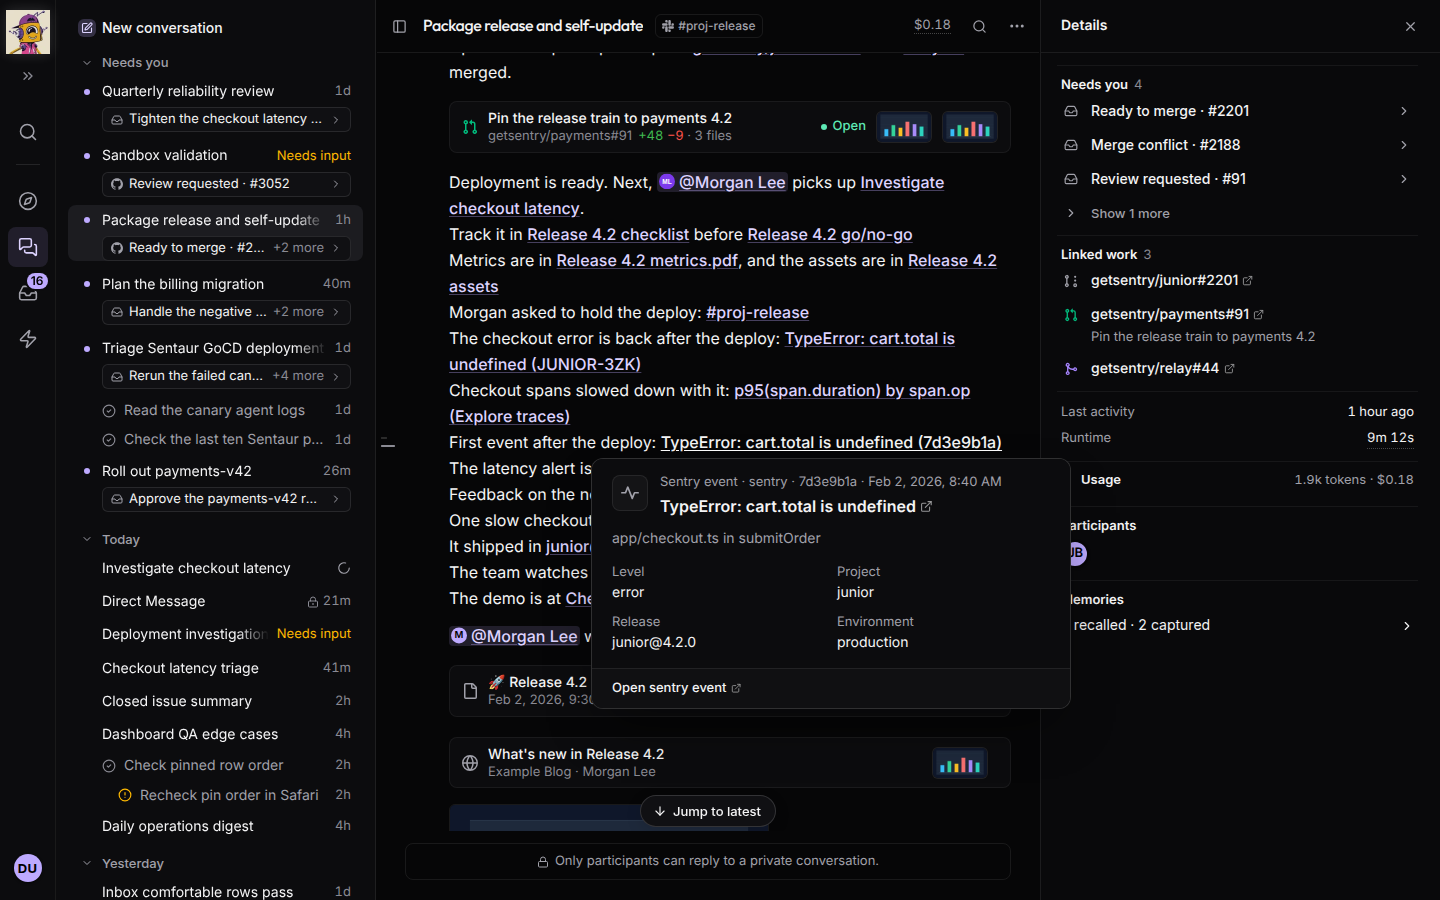 New conversation
Needs you
Quarterly reliability review 1d
Tighten the checkout latency ...
Sandbox validation Needs input
Review requested · #3052
Package release and self-update 1h
Ready to merge · #2... +2 more
Plan the billing migration 40m
Handle the negative ... +2 more
Triage Sentaur GoCD deployment 1d
Rerun the failed can... +4 more
Read the canary agent logs 1d
Check the last ten Sentaur p... 1d
Roll out payments-v42 26m
Approve the payments-v42 r...
Today
Investigate checkout latency
Direct Message 21m
Deployment investigation Needs input
Checkout latency triage 41m
Closed issue summary 2h
Dashboard QA edge cases 4h
Check pinned row order 2h
Recheck pin order in Safari 2h
Daily operations digest 4h
Yesterday
Inbox comfortable rows pass 1d
16
DU
Package release and self-update #proj-release $0.18
merged.
Pin the release train to payments 4.2
getsentry/payments#91 +48 −9 · 3 files
Open
Deployment is ready. Next, ML @Morgan Lee picks up Investigate
checkout latency.
Track it in Release 4.2 checklist before Release 4.2 go/no-go
Metrics are in Release 4.2 metrics.pdf, and the assets are in Release 4.2
assets
Morgan asked to hold the deploy: #proj-release
The checkout error is back after the deploy: TypeError: cart.total is
undefined (JUNIOR-3ZK)
Checkout spans slowed down with it: p95(span.duration) by span.op
(Explore traces)
First event after the deploy: TypeError: cart.total is undefined (7d3e9b1a)
The latency alert is
Feedback on the
One slow checkout
It shipped in junior
The team watches
The demo is at
M @Morgan Lee
🚀 Release 4.2
Feb 2, 2026,
What's new in Release 4.2
Example Blog · Morgan Lee
Jump to latest
Only participants can reply to a private conversation.
Sentry event · sentry · 7d3e9b1a · Feb 2, 2026, 8:40 AM
TypeError: cart.total is undefined
app/checkout.ts in submitOrder
Level Project
error junior
Release Environment
junior@4.2.0 production
Open sentry event
Details
Needs you 4
Ready to merge · #2201
Merge conflict · #2188
Review requested · #91
Show 1 more
Linked work 3
getsentry/junior#2201
getsentry/payments#91
Pin the release train to payments 4.2
getsentry/relay#44
Last activity 1 hour ago
Runtime 9m 12s
Usage 1.9k tokens · $0.18
articipants
recalled · 2 captured